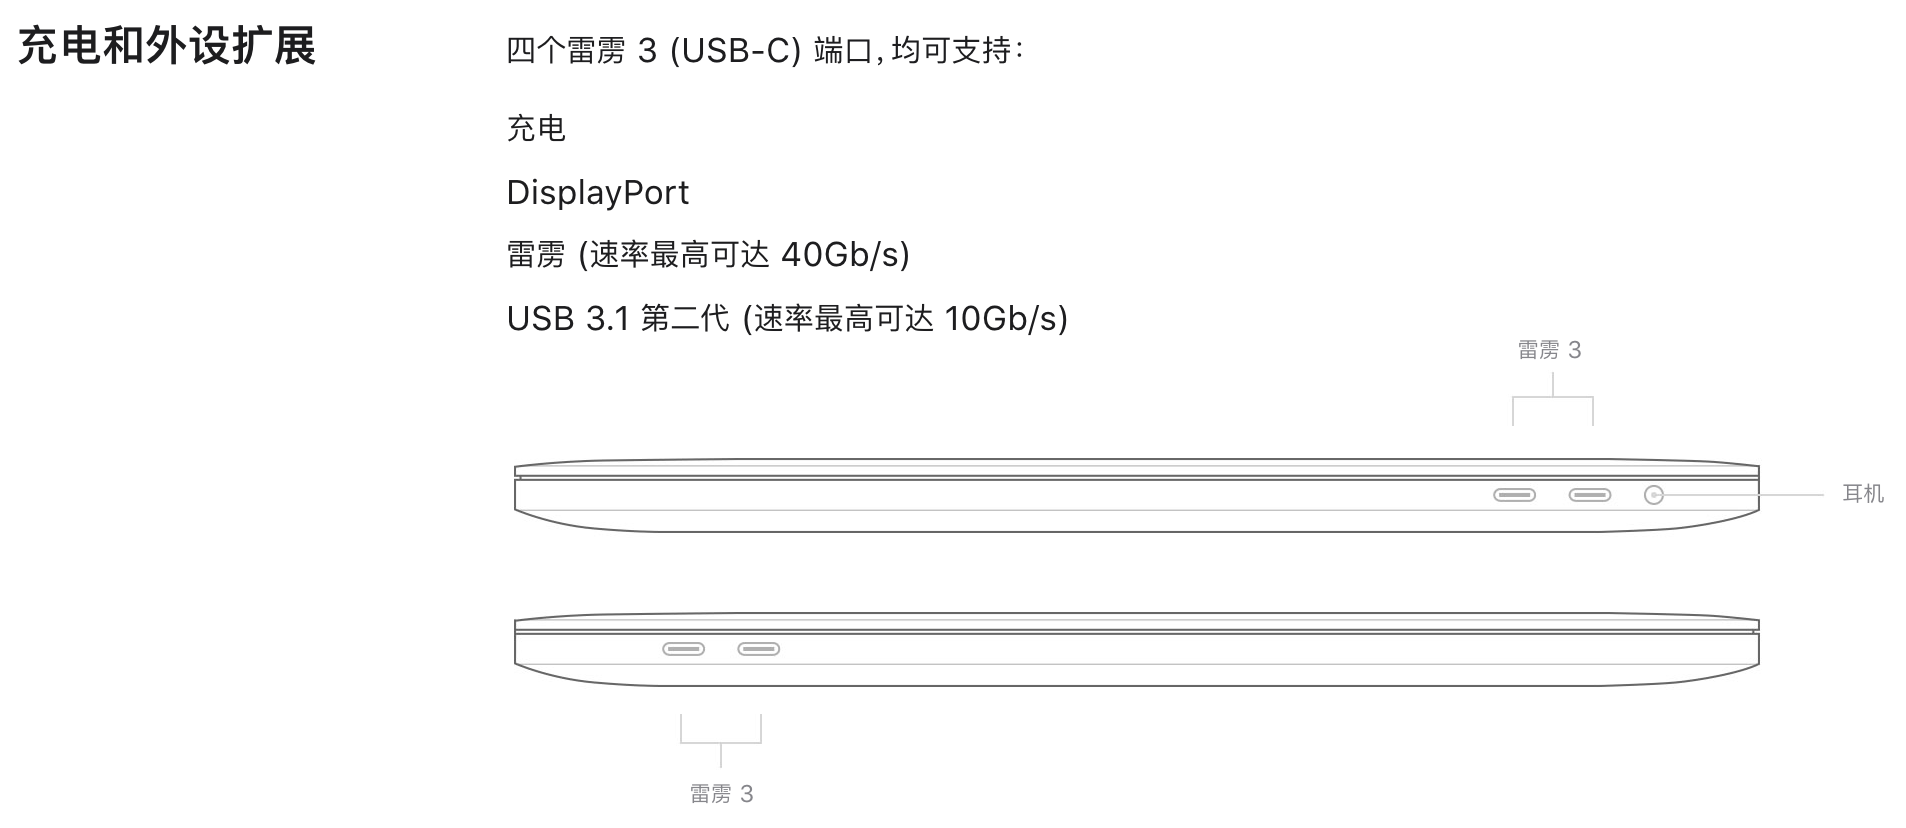 充电和外设扩展
四个雷雳 3 (USB-C) 端口，均可支持：
充电
DisplayPort
雷雳 (速率最高可达 40Gb/s)
USB 3.1 第二代 (速率最高可达 10Gb/s)
雷雳 3
耳机
雷雳 3